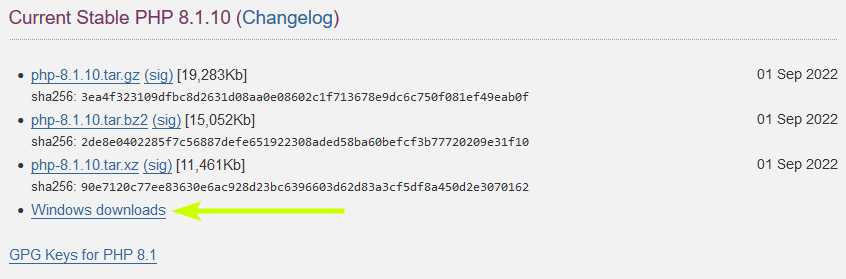 Current Stable PHP 8.1.10 (Changelog)
php-8.1.10.tar.gz (sig) [19,283Kb] 01 Sep 2022
sha256: 3ea4f323109dfbc8d2631d08aa0e08602c1f713678e9dc6c750f081ef49eab0f
php-8.1.10.tar.bz2 (sig) [15,052Kb] 01 Sep 2022
sha256: 2de8e0402285f7c56887defe651922308aded58ba60befcf3b77720209e31f10
php-8.1.10.tar.xz (sig) [11,461Kb] 01 Sep 2022
sha256: 90e7120c77ee83630e6ac928d23bc6396603d62d83a3cf5df8a450d2e3070162
Windows downloads
GPG Keys for PHP 8.1